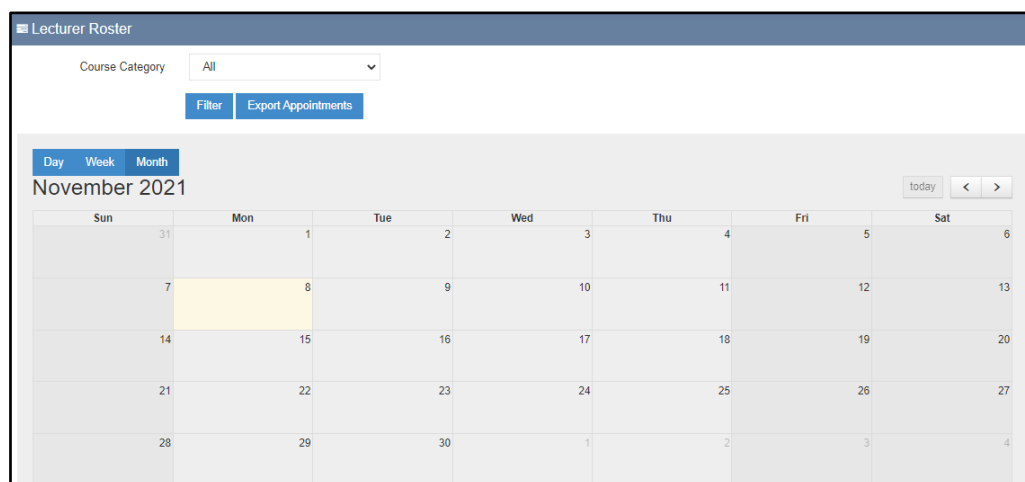 Lecturer Roster
Course Category All
Filter Export Appointments
Day Week Month
November 2021
today < >
Sun Mon Tue Wed Thu Fri Sat
31 1 2 3 4 5 6
7 8 9 10 11 12 13
14 15 16 17 18 19 20
21 22 23 24 25 26 27
28 29 30 1 2 3 4